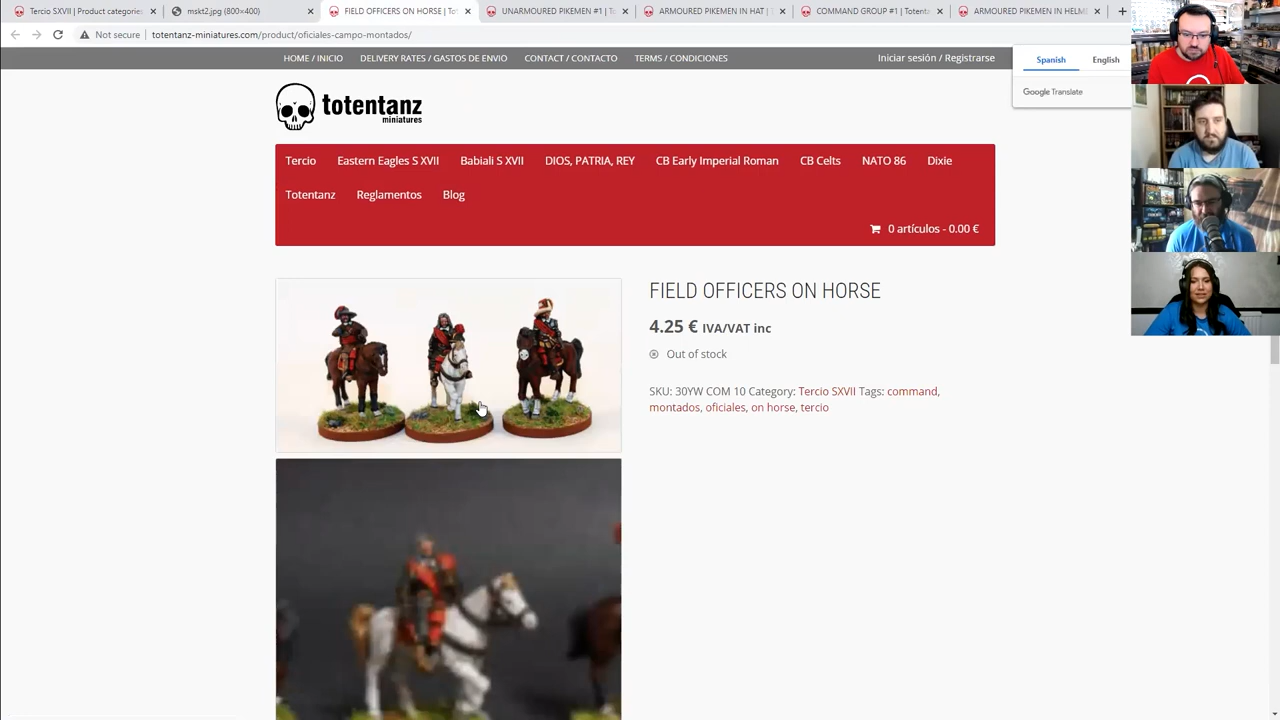 Tercio SXVII | Product categories
mskt2.jpg (800×400)
FIELD OFFICERS ON HORSE | Tot
UNARMOURED PIKEMEN #1 | To
ARMOURED PIKEMEN IN HAT |
COMMAND GROUP #1 | Totenta
ARMOURED PIKEMEN IN HELM
Not secure
totentanz-miniatures.com/product/oficiales-campo-montados/
HOME / INICIO
DELIVERY RATES / GASTOS DE ENVIO
CONTACT / CONTACTO
TERMS / CONDICIONES
Iniciar sesión / Registrarse
Spanish
English
Google Translate
totentanz
miniatures
Tercio
Eastern Eagles S XVII
Babiali S XVII
DIOS, PATRIA, REY
CB Early Imperial Roman
CB Celts
NATO 86
Dixie
Totentanz
Reglamentos
Blog
0 artículos - 0.00 €
FIELD OFFICERS ON HORSE
4.25 € IVA/VAT inc
Out of stock
SKU: 30YW COM 10 Category: Tercio SXVII Tags: command,
montados, oficiales, on horse, tercio